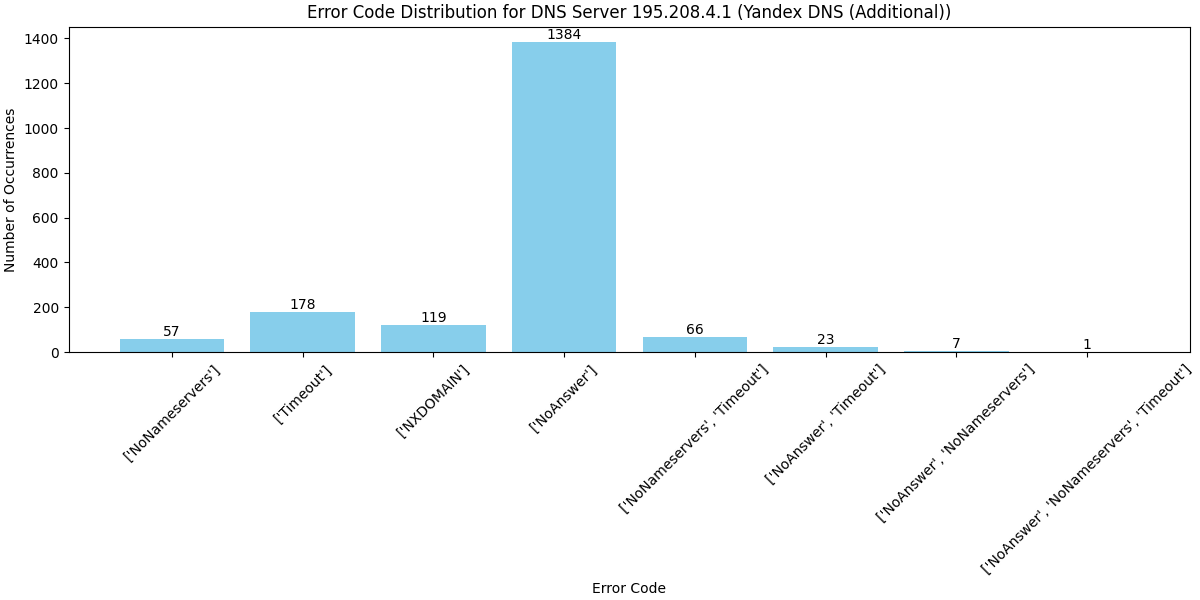 Error Code Distribution for DNS Server 195.208.4.1 (Yandex DNS (Additional))
Number of Occurrences
1400
1200
1000
800
600
400
200
0
57
178
119
1384
66
23
7
1
['NoNameservers']
['Timeout']
['NXDOMAIN']
['NoAnswer']
['NoNameservers', 'Timeout']
['NoAnswer', 'Timeout']
['NoAnswer', 'NoNameservers']
['NoAnswer', 'NoNameservers', 'Timeout']
Error Code